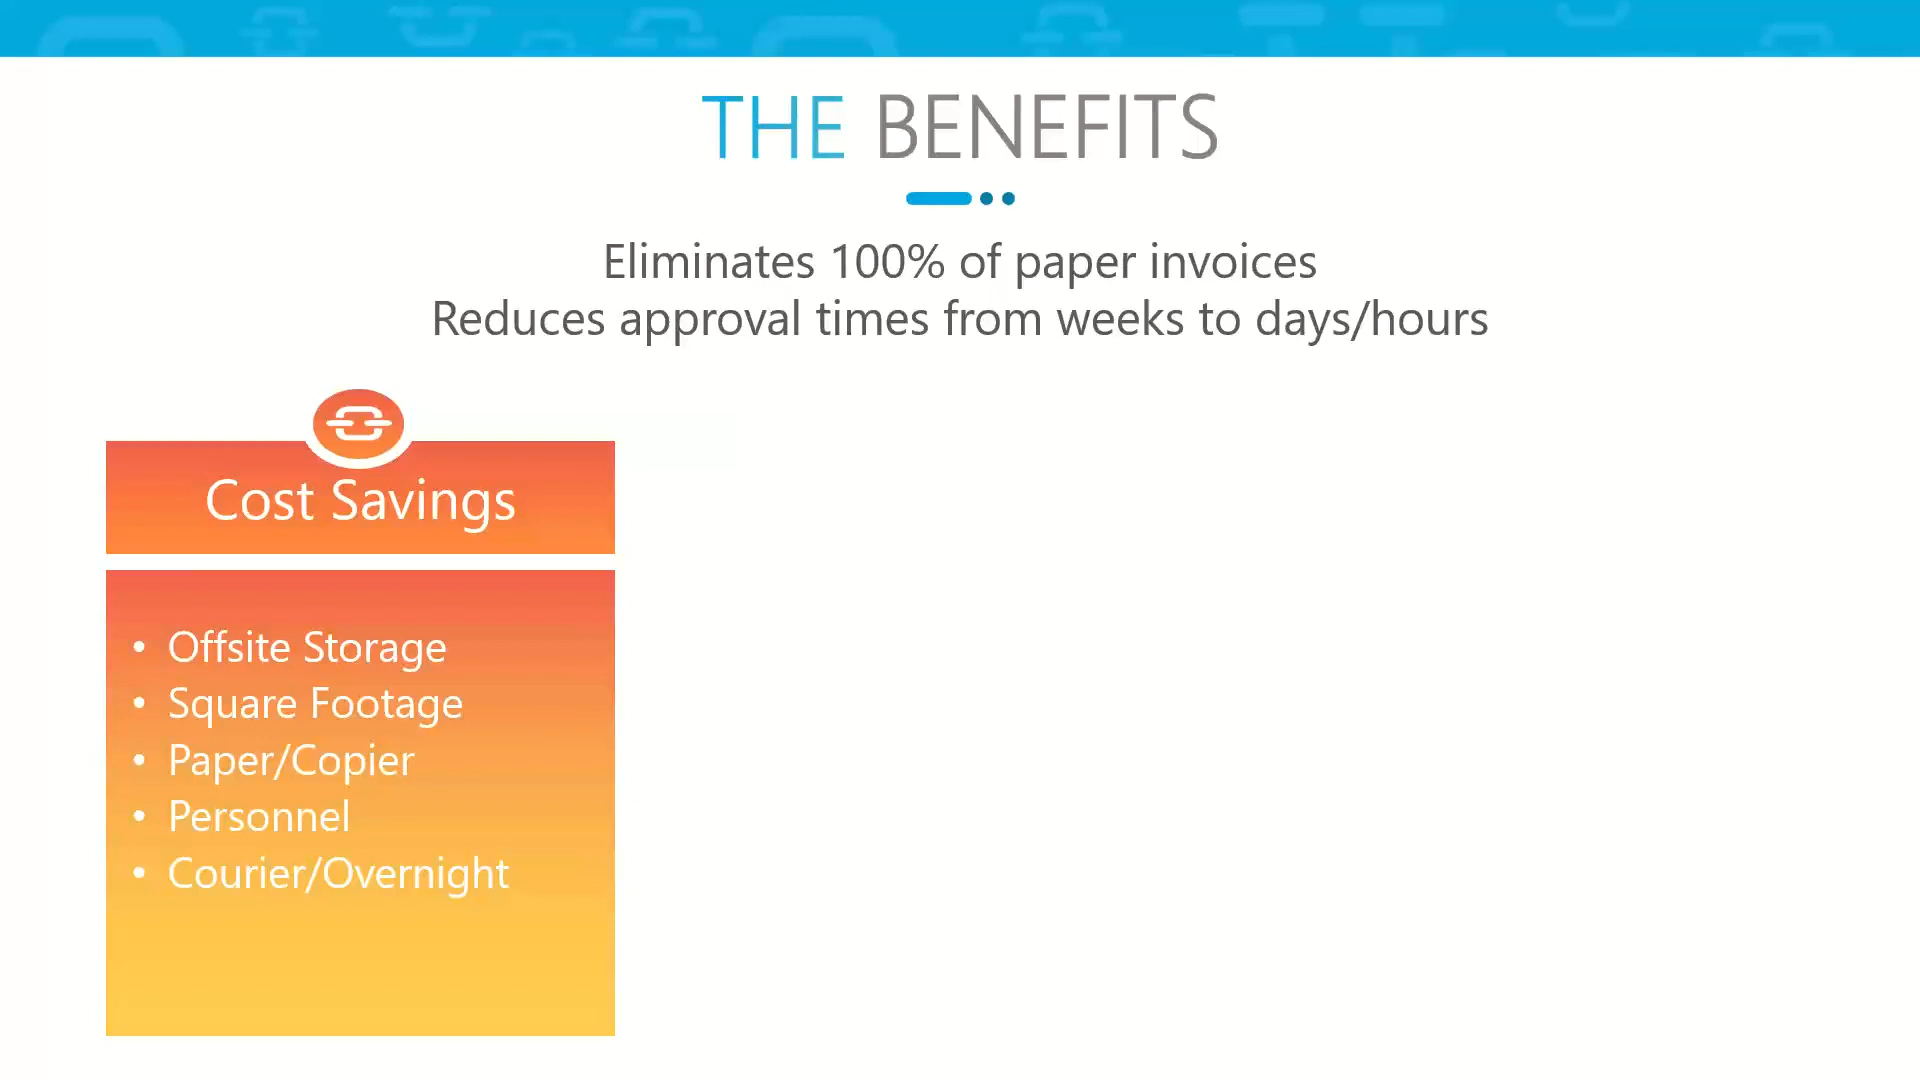 THE BENEFITS
Eliminates 100% of paper invoices
Reduces approval times from weeks to days/hours
Cost Savings
• Offsite Storage
• Square Footage
• Paper/Copier
• Personnel
• Courier/Overnight